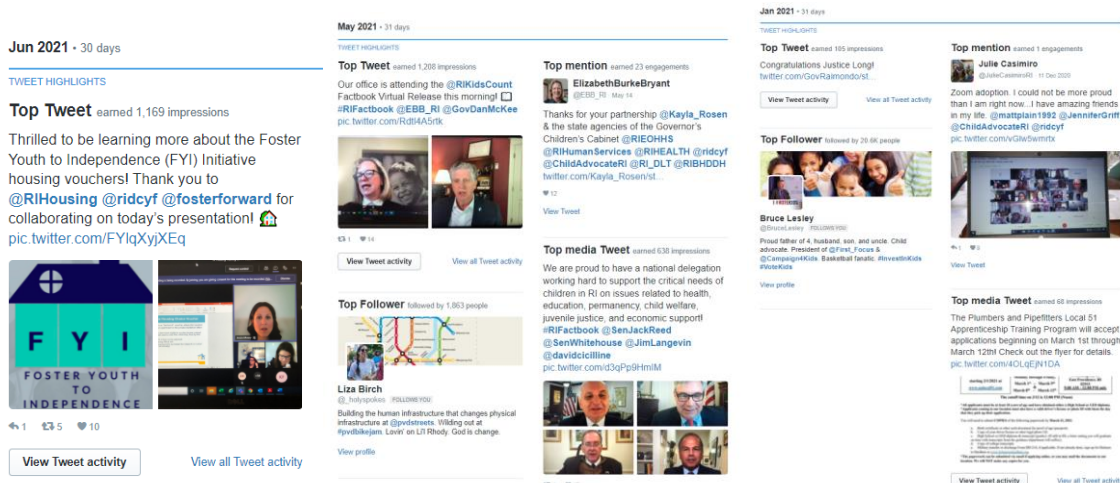 Jun 2021 • 30 days
TWEET HIGHLIGHTS
Top Tweet earned 1,169 impressions
Thrilled to be learning more about the Foster
Youth to Independence (FYI) Initiative
housing vouchers! Thank you to
@RIHousing @ridcyf @fosterforward for
collaborating on today's presentation!
pic.twitter.com/FYIqXyjXEq
F Y I
FOSTER YOUTH
TO
INDEPENDENCE
1 5 10
View Tweet activity
View all Tweet activity
May 2021 • 31 days
TWEET HIGHLIGHTS
Top Tweet earned 1,208 impressions
Our office is attending the @RIKidsCount
Factbook Virtual Release this morning!
#RIFactbook @EBB_RI @GovDanMcKee
pic.twitter.com/RdtI4A5rtk
1 14
View Tweet activity
View all Tweet activity
Top Follower followed by 1,863 people
Liza Birch
@_holyspokes FOLLOWS YOU
Building the human infrastructure that changes physical
infrastructure at @pvdstreets. Wilding out at
#pvdbikejam. Lovin' on Li'l Rhody. God is change.
View profile
Top mention earned 23 engagements
ElizabethBurkeBryant
@EBB_RI May 14
Thanks for your partnership @Kayla_Rosen
& the state agencies of the Governor's
Children's Cabinet @RIEOHHS
@RIHumanServices @RIHEALTH @ridcyf
@ChildAdvocateRI @RI_DLT @RIBHDDH
twitter.com/Kayla_Rosen/st…
12
View Tweet
Top media Tweet earned 638 impressions
We are proud to have a national delegation
working hard to support the critical needs of
children in RI on issues related to health,
education, permanency, child welfare,
juvenile justice, and economic support!
#RIFactbook @SenJackReed
@SenWhitehouse @JimLangevin
@davidcicilline
pic.twitter.com/d3qPp9HmIM
Jan 2021 • 31 days
TWEET HIGHLIGHTS
Top Tweet earned 105 impressions
Congratulations Justice Long!
twitter.com/GovRaimondo/st…
View Tweet activity
View all Tweet activity
Top Follower followed by 20.6K people
Bruce Lesley
@BruceLesley FOLLOWS YOU
Proud father of 4, husband, son, and uncle. Child
advocate. President of @First_Focus &
@Campaign4Kids. Basketball fanatic. #InvestInKids
#VoteKids
View profile
Top mention earned 1 engagements
Julie Casimiro
@JulieCasimiroRI 11 Dec 2020
Zoom adoption. I could not be more proud
than I am right now...I have amazing friends
in my life. @mattplain1992 @JenniferGriff
@ChildAdvocateRI @ridcyf
pic.twitter.com/vGlw5wmrtx
View Tweet
Top media Tweet earned 60 impressions
The Plumbers and Pipefitters Local 51
Apprenticeship Training Program will accept
applications beginning on March 1st through
March 12th! Check out the flyer for details.
pic.twitter.com/4OLqEjN1DA
View Tweet activity
View all Tweet activity